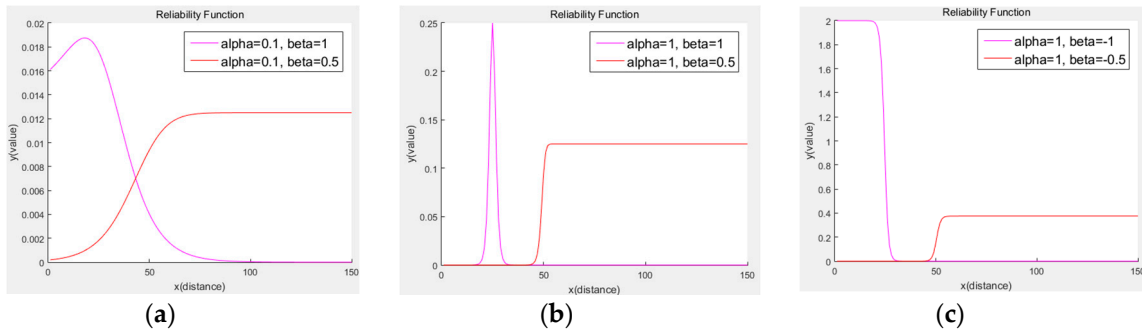 Reliability Function
0.02
0.018
0.016
0.014
0.012
0.01
0.008
0.006
0.004
0.002
0
y(value)
alpha=0.1, beta=1
alpha=0.1, beta=0.5
0 50 100 150
x(distance)
(a)
Reliability Function
0.25
0.2
0.15
0.1
0.05
0
y(value)
alpha=1, beta=1
alpha=1, beta=0.5
0 50 100 150
x(distance)
(b)
Reliability Function
2
1.8
1.6
1.4
1.2
1
0.8
0.6
0.4
0.2
0
y(value)
alpha=1, beta=-1
alpha=1, beta=-0.5
0 50 100 150
x(distance)
(c)